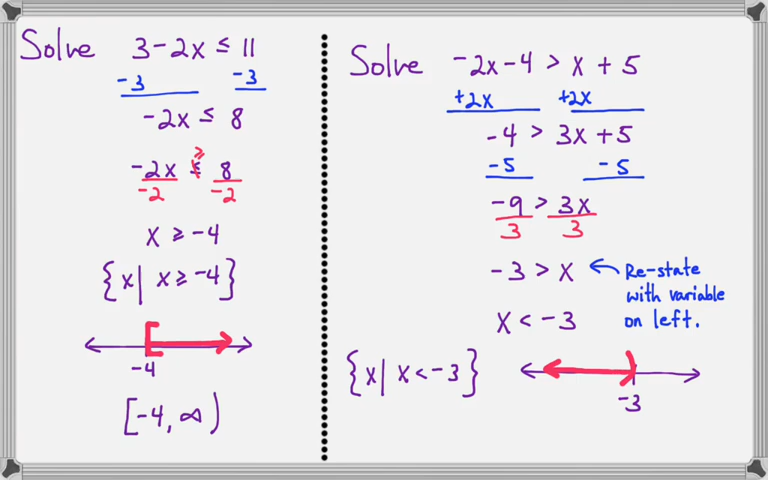 Solve 3 - 2x ≤ 11
-3 -3
-2x ≤ 8
-2x ≤ ≥ 8
-2 -2
x ≥ -4
{x| x ≥ -4}
-4
[-4, ∞)
Solve -2x - 4 > x + 5
+2x +2x
-4 > 3x + 5
-5 -5
-9 > 3x
3 3
-3 > x ← Re-state
with variable
on left.
x < -3
{x| x < -3}
-3